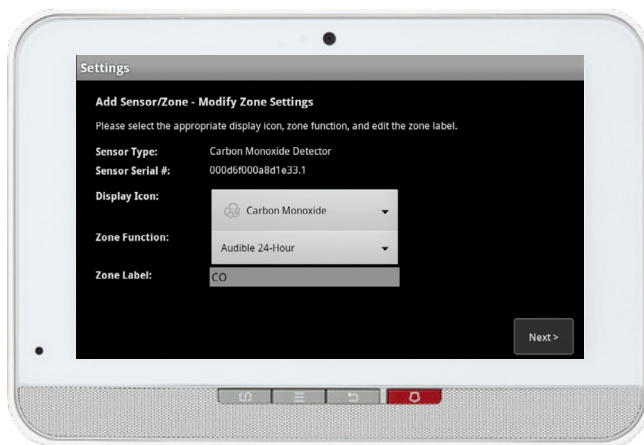 Settings
Add Sensor/Zone - Modify Zone Settings
Please select the appropriate display icon, zone function, and edit the zone label.
Sensor Type: Carbon Monoxide Detector
Sensor Serial #: 000d6f000a8d1e33.1
Display Icon: Carbon Monoxide
Zone Function: Audible 24-Hour
Zone Label: CO
Next >